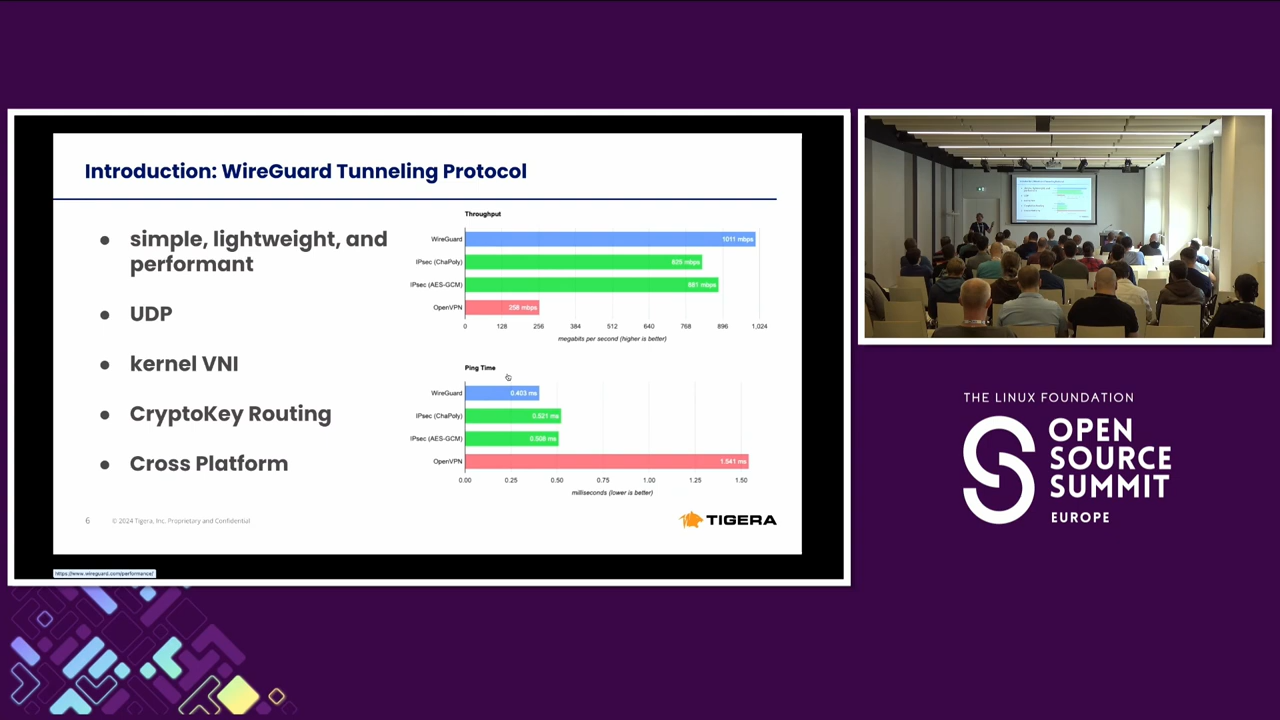 Introduction: WireGuard Tunneling Protocol
● simple, lightweight, and
performant
● UDP
● kernel VNI
● CryptoKey Routing
● Cross Platform
Throughput
WireGuard
1011 mbps
IPsec (ChaPoly)
825 mbps
IPsec (AES-GCM)
881 mbps
OpenVPN
258 mbps
0 128 256 384 512 640 768 896 1,024
megabits per second (higher is better)
Ping Time
WireGuard
0.403 ms
IPsec (ChaPoly)
0.521 ms
IPsec (AES-GCM)
0.508 ms
OpenVPN
1.541 ms
0.00 0.25 0.50 0.75 1.00 1.25 1.50
milliseconds (lower is better)
6 © 2024 Tigera, Inc. Proprietary and Confidential
TIGERA
https://www.wireguard.com/performance/
THE LINUX FOUNDATION
OPEN
SOURCE
SUMMIT
EUROPE